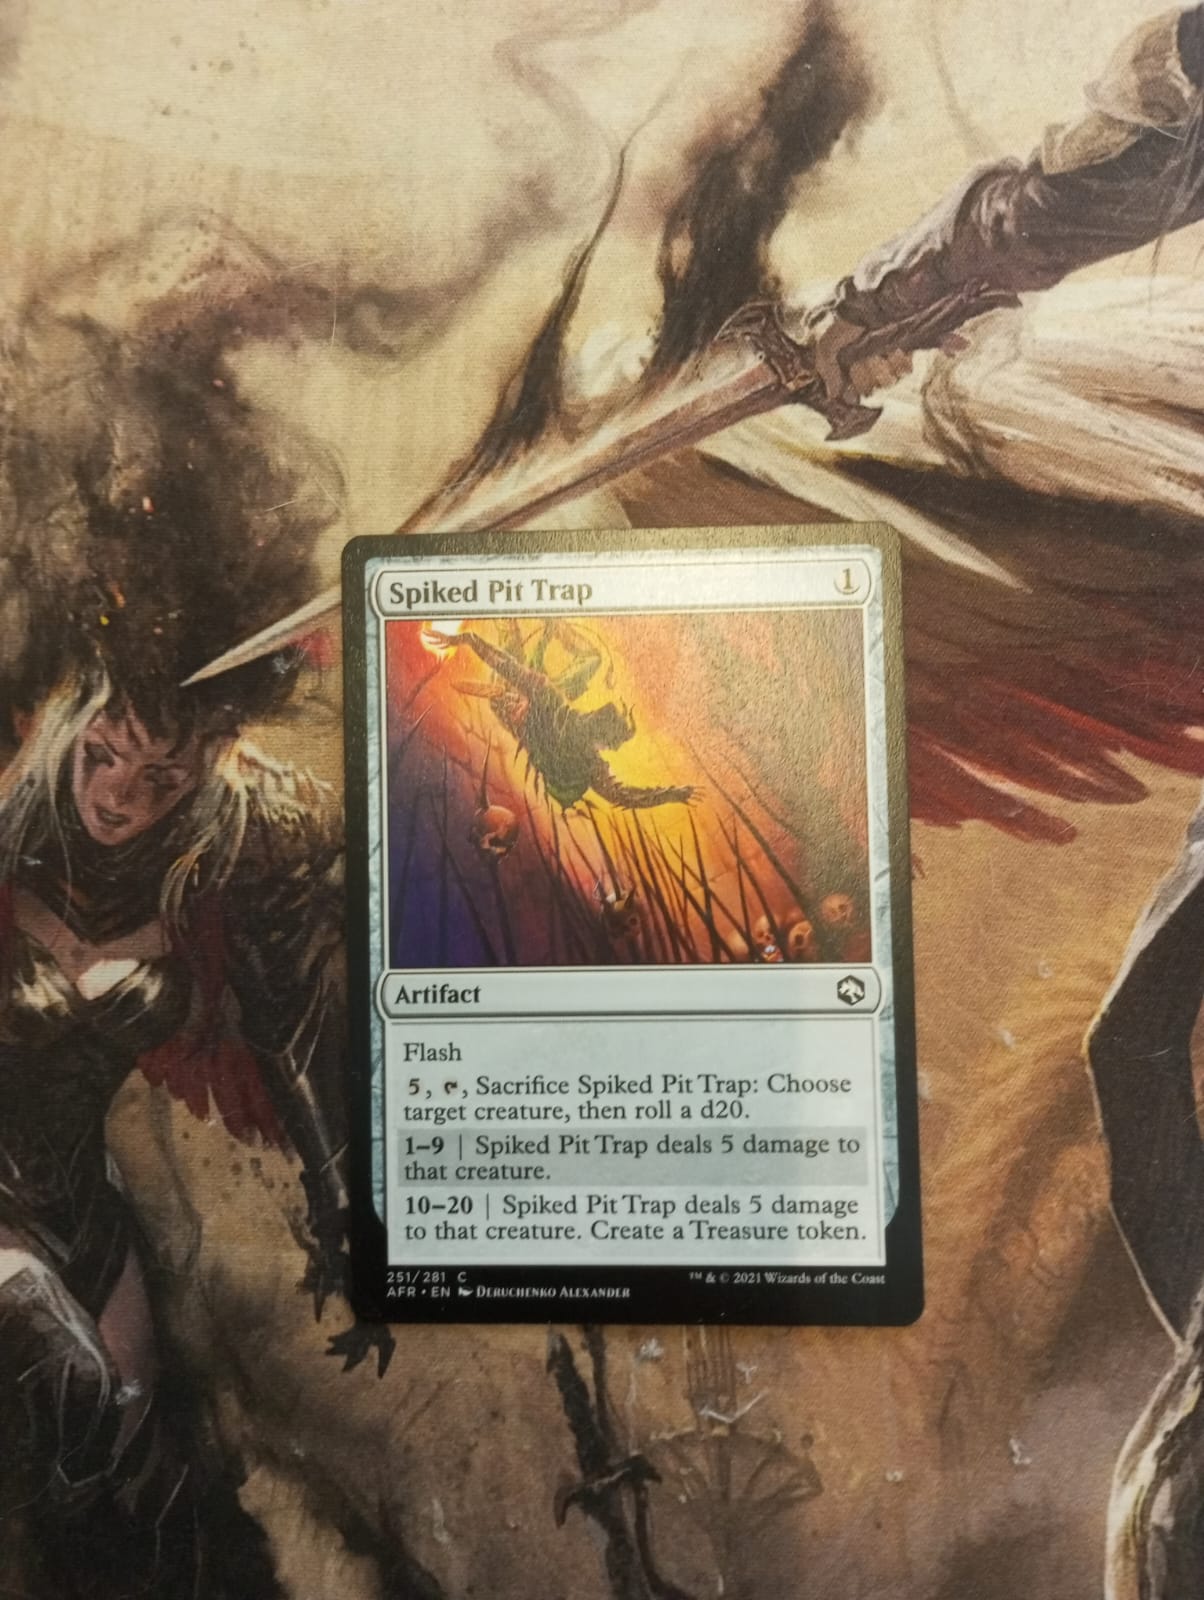 Spiked Pit Trap 1
Artifact
Flash
5, , Sacrifice Spiked Pit Trap: Choose
target creature, then roll a d20.
1–9 | Spiked Pit Trap deals 5 damage to
that creature.
10–20 | Spiked Pit Trap deals 5 damage
to that creature. Create a Treasure token.
251/281 C
™ & © 2021 Wizards of the Coast
AFR • EN Deruchenko Alexander